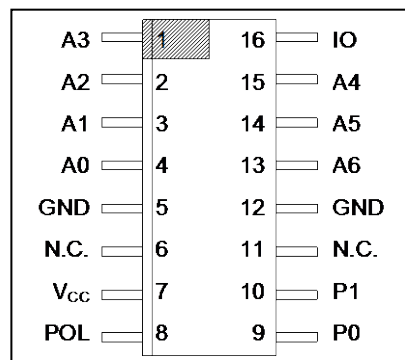 A3 1 16 IO
A2 2 15 A4
A1 3 14 A5
A0 4 13 A6
GND 5 12 GND
N.C. 6 11 N.C.
VCC 7 10 P1
POL 8 9 P0